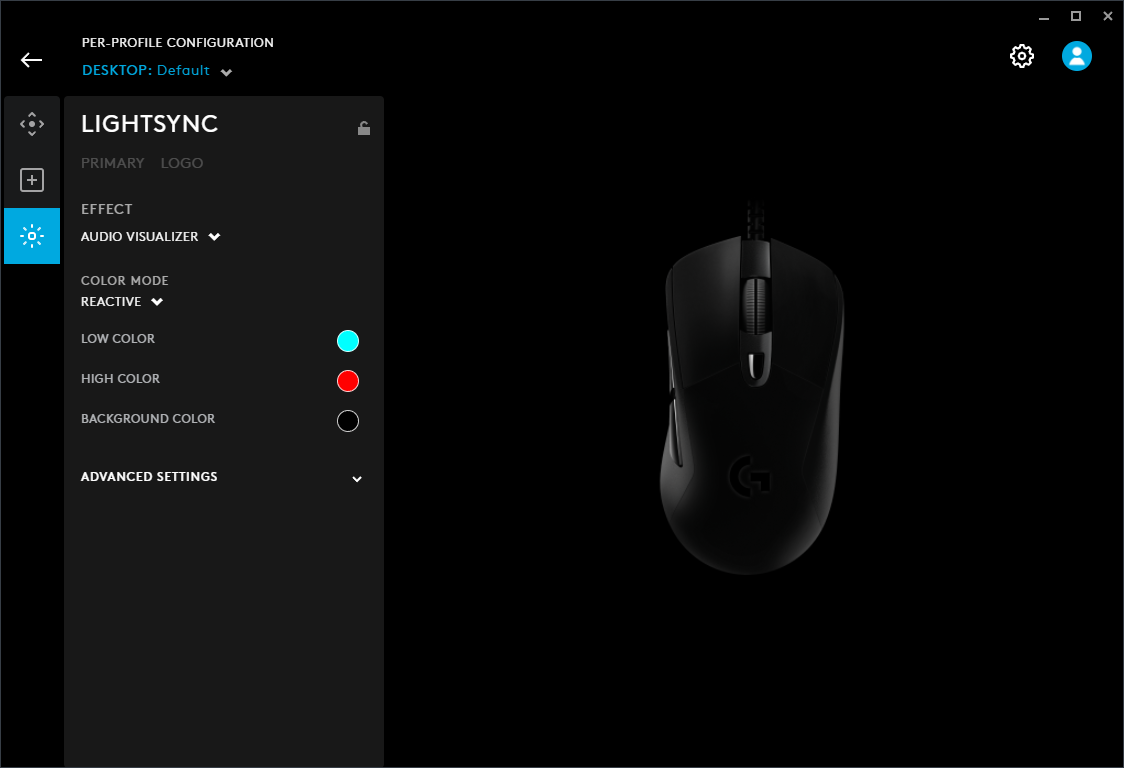 PER-PROFILE CONFIGURATION
DESKTOP: Default
LIGHTSYNC
PRIMARY LOGO
EFFECT
AUDIO VISUALIZER
COLOR MODE
REACTIVE
LOW COLOR
HIGH COLOR
BACKGROUND COLOR
ADVANCED SETTINGS